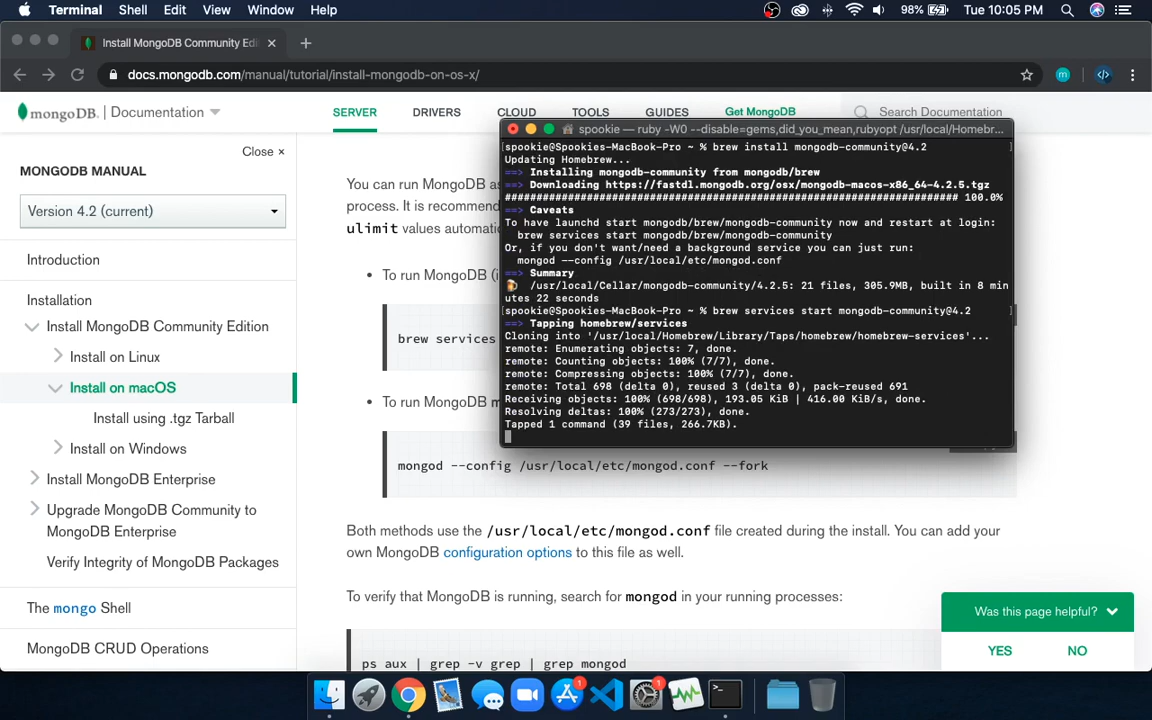 Terminal Shell Edit View Window Help 98% Tue 10:05 PM
Install MongoDB Community Edi
docs.mongodb.com/manual/tutorial/install-mongodb-on-os-x/
m
mongoDB. | Documentation
SERVER DRIVERS CLOUD TOOLS GUIDES Get MongoDB Search Documentation
Close ×
MONGODB MANUAL
Version 4.2 (current)
Introduction
Installation
Install MongoDB Community Edition
Install on Linux
Install on macOS
Install using .tgz Tarball
Install on Windows
Install MongoDB Enterprise
Upgrade MongoDB Community to
MongoDB Enterprise
Verify Integrity of MongoDB Packages
The mongo Shell
MongoDB CRUD Operations
You can run MongoDB as
process. It is recommend
ulimit values automati
• To run MongoDB (i
brew services
• To run MongoDB m
mongod --config /usr/local/etc/mongod.conf --fork
Both methods use the /usr/local/etc/mongod.conf file created during the install. You can add your
own MongoDB configuration options to this file as well.
To verify that MongoDB is running, search for mongod in your running processes:
ps aux | grep -v grep | grep mongod
spookie — ruby -W0 --disable=gems,did_you_mean,rubyopt /usr/local/Homebr...
[spookie@Spookies-MacBook-Pro ~ % brew install mongodb-community@4.2 ]
Updating Homebrew...
==> Installing mongodb-community from mongodb/brew
==> Downloading https://fastdl.mongodb.org/osx/mongodb-macos-x86_64-4.2.5.tgz
######################################################################## 100.0%
==> Caveats
To have launchd start mongodb/brew/mongodb-community now and restart at login:
brew services start mongodb/brew/mongodb-community
Or, if you don't want/need a background service you can just run:
mongod --config /usr/local/etc/mongod.conf
==> Summary
/usr/local/Cellar/mongodb-community/4.2.5: 21 files, 305.9MB, built in 8 min
utes 22 seconds
[spookie@Spookies-MacBook-Pro ~ % brew services start mongodb-community@4.2 ]
==> Tapping homebrew/services
Cloning into '/usr/local/Homebrew/Library/Taps/homebrew/homebrew-services'...
remote: Enumerating objects: 7, done.
remote: Counting objects: 100% (7/7), done.
remote: Compressing objects: 100% (7/7), done.
remote: Total 698 (delta 0), reused 3 (delta 0), pack-reused 691
Receiving objects: 100% (698/698), 193.05 KiB | 416.00 KiB/s, done.
Resolving deltas: 100% (273/273), done.
Tapped 1 command (39 files, 266.7KB).
Was this page helpful?
YES NO
1 1